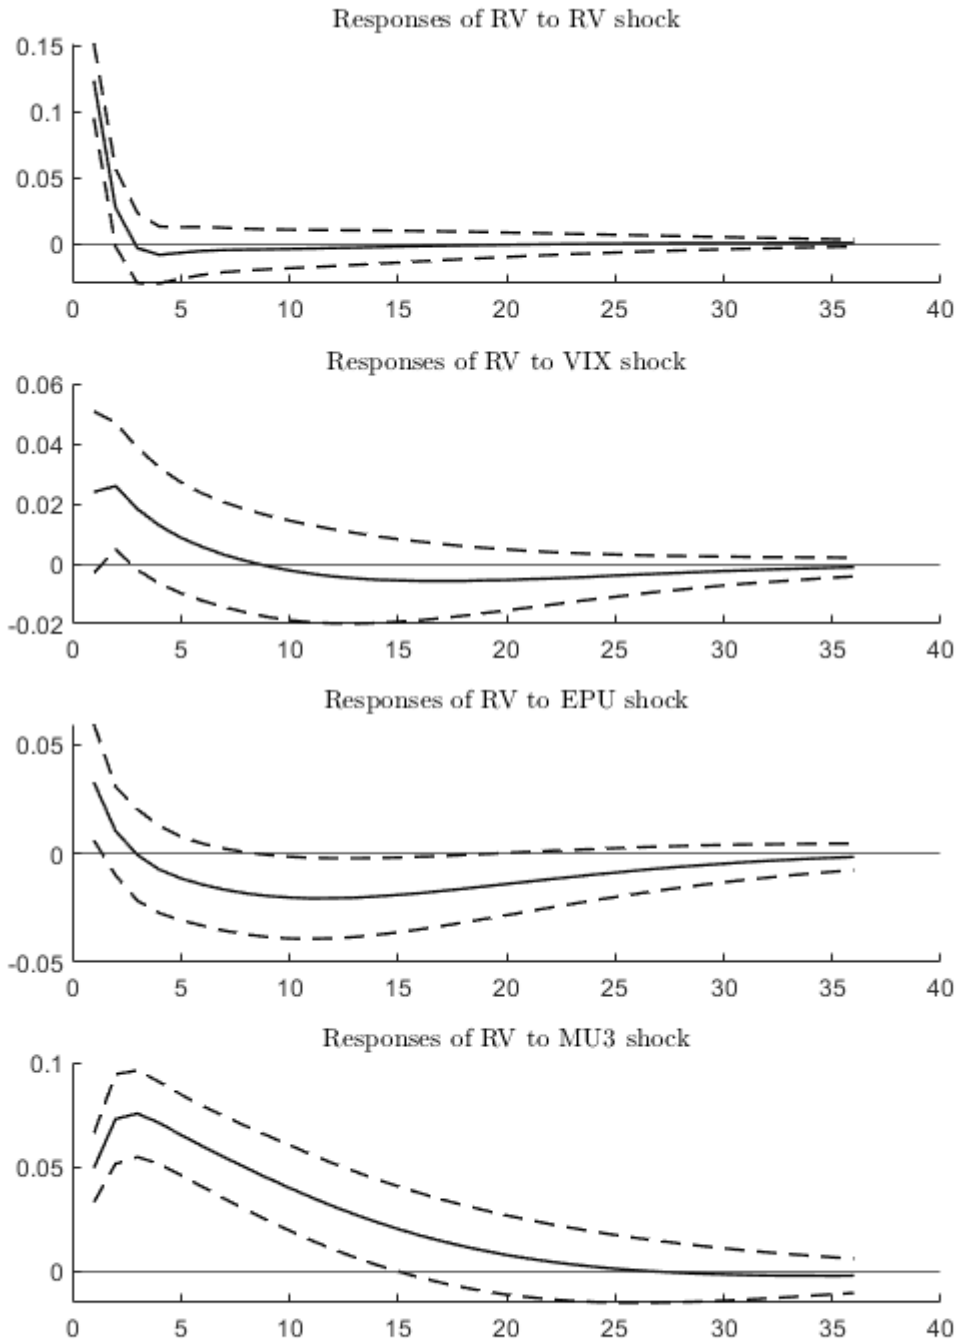 Responses of RV to RV shock
0.15
0.1
0.05
0
0 5 10 15 20 25 30 35 40
Responses of RV to VIX shock
0.06
0.04
0.02
0
-0.02
0 5 10 15 20 25 30 35 40
Responses of RV to EPU shock
0.05
0
-0.05
0 5 10 15 20 25 30 35 40
Responses of RV to MU3 shock
0.1
0.05
0
0 5 10 15 20 25 30 35 40